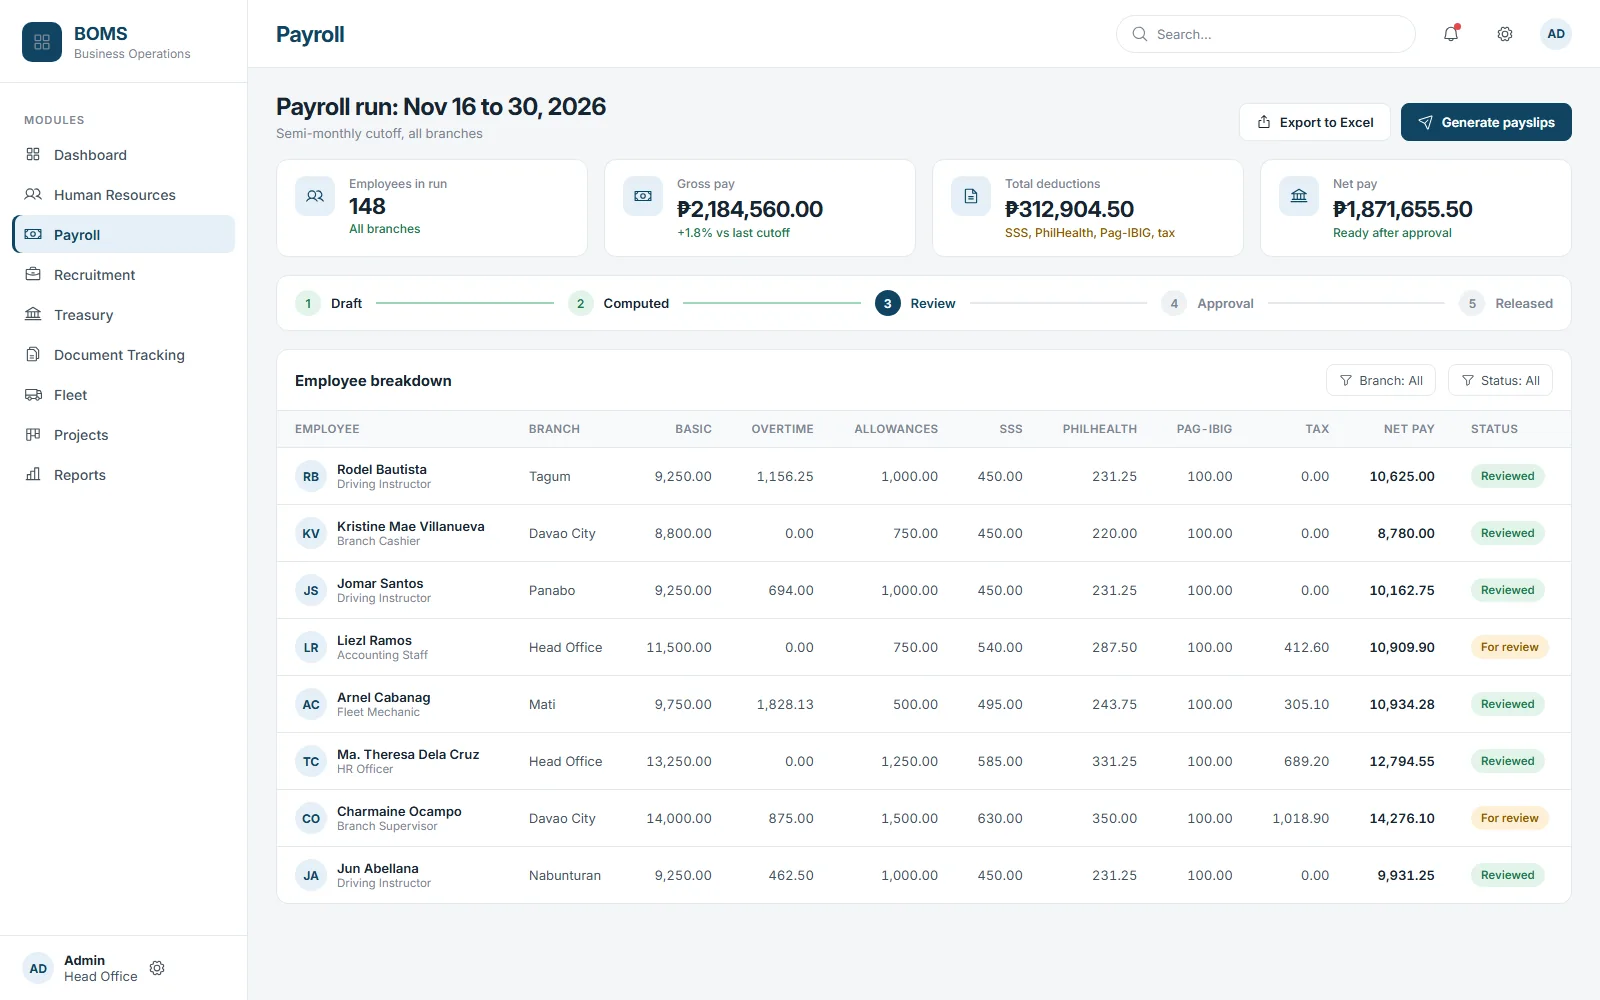 BOMS
Business Operations
MODULES
Dashboard
Human Resources
Payroll
Recruitment
Treasury
Document Tracking
Fleet
Projects
Reports
AD
Admin
Head Office
Payroll
Search...
AD
Payroll run: Nov 16 to 30, 2026
Semi-monthly cutoff, all branches
Export to Excel
Generate payslips
Employees in run
148
All branches
Gross pay
₱2,184,560.00
+1.8% vs last cutoff
Total deductions
₱312,904.50
SSS, PhilHealth, Pag-IBIG, tax
Net pay
₱1,871,655.50
Ready after approval
1 Draft 2 Computed 3 Review 4 Approval 5 Released
Employee breakdown
Branch: All
Status: All
EMPLOYEE BRANCH BASIC OVERTIME ALLOWANCES SSS PHILHEALTH PAG-IBIG TAX NET PAY STATUS
RB Rodel Bautista Tagum 9,250.00 1,156.25 1,000.00 450.00 231.25 100.00 0.00 10,625.00 Reviewed
Driving Instructor
KV Kristine Mae Villanueva Davao City 8,800.00 0.00 750.00 450.00 220.00 100.00 0.00 8,780.00 Reviewed
Branch Cashier
JS Jomar Santos Panabo 9,250.00 694.00 1,000.00 450.00 231.25 100.00 0.00 10,162.75 Reviewed
Driving Instructor
LR Liezl Ramos Head Office 11,500.00 0.00 750.00 540.00 287.50 100.00 412.60 10,909.90 For review
Accounting Staff
AC Arnel Cabanag Mati 9,750.00 1,828.13 500.00 495.00 243.75 100.00 305.10 10,934.28 Reviewed
Fleet Mechanic
TC Ma. Theresa Dela Cruz Head Office 13,250.00 0.00 1,250.00 585.00 331.25 100.00 689.20 12,794.55 Reviewed
HR Officer
CO Charmaine Ocampo Davao City 14,000.00 875.00 1,500.00 630.00 350.00 100.00 1,018.90 14,276.10 For review
Branch Supervisor
JA Jun Abellana Nabunturan 9,250.00 462.50 1,000.00 450.00 231.25 100.00 0.00 9,931.25 Reviewed
Driving Instructor